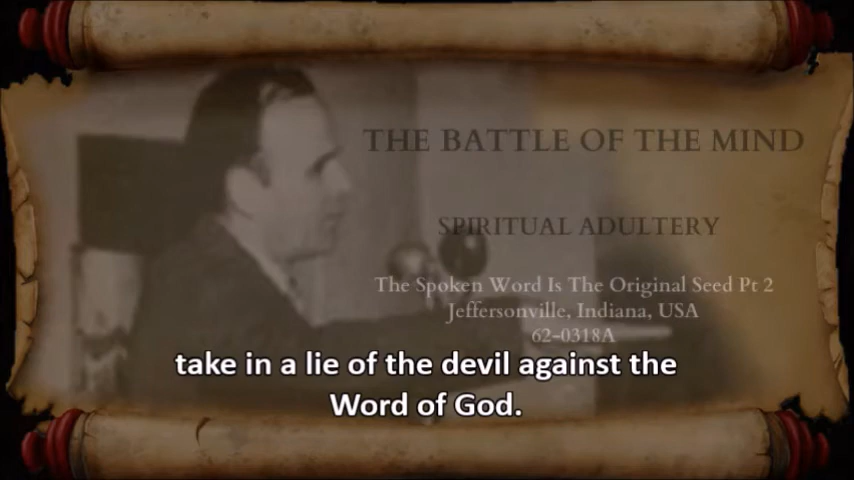 THE BATTLE OF THE MIND
SPIRITUAL ADULTERY
The Spoken Word Is The Original Seed Pt 2
Jeffersonville, Indiana, USA
62-0318A
take in a lie of the devil against the
Word of God.